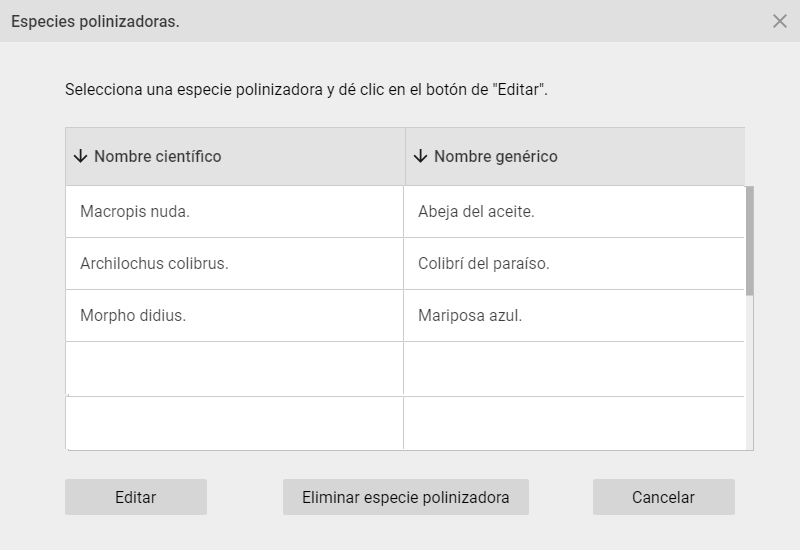 Especies polinizadoras.
Selecciona una especie polinizadora y dé clic en el botón de "Editar".
Nombre científico Nombre genérico
Macropis nuda. Abeja del aceite.
Archilochus colibrus. Colibrí del paraíso.
Morpho didius. Mariposa azul.
Editar Eliminar especie polinizadora Cancelar